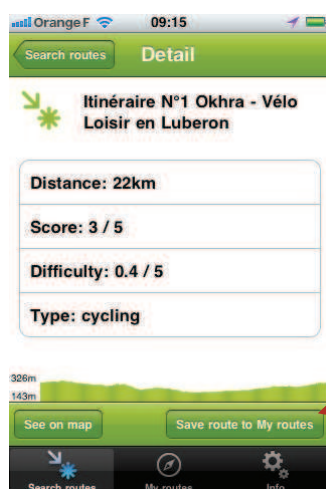 Orange F 09:15
Search routes Detail
Itinéraire N°1 Okhra - Vélo
Loisir en Luberon
Distance: 22km
Score: 3 / 5
Difficulty: 0.4 / 5
Type: cycling
326m
143m
See on map Save route to My routes
Search routes My routes Info